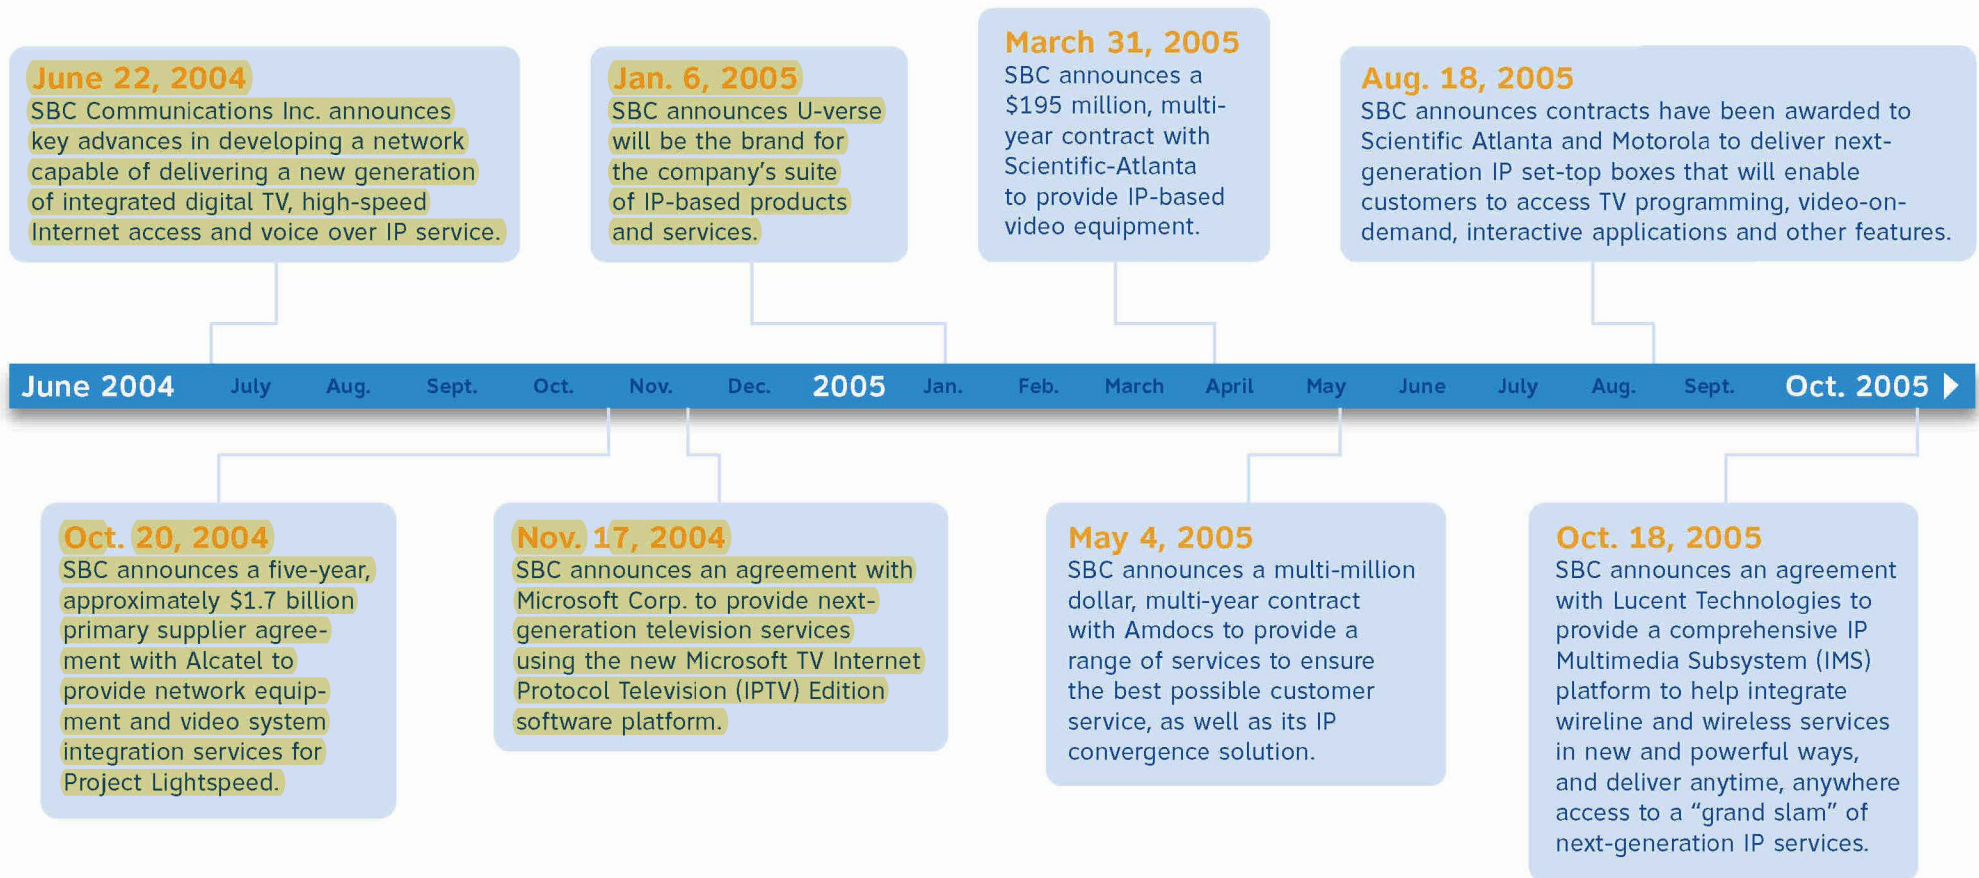 June 22, 2004
SBC Communications Inc. announces
key advances in developing a network
capable of delivering a new generation
of integrated digital TV, high-speed
Internet access and voice over IP service.
Jan. 6, 2005
SBC announces U-verse
will be the brand for
the company's suite
of IP-based products
and services.
March 31, 2005
SBC announces a
$195 million, multi-
year contract with
Scientific-Atlanta
to provide IP-based
video equipment.
Aug. 18, 2005
SBC announces contracts have been awarded to
Scientific Atlanta and Motorola to deliver next-
generation IP set-top boxes that will enable
customers to access TV programming, video-on-
demand, interactive applications and other features.
June 2004 July Aug. Sept. Oct. Nov. Dec. 2005 Jan. Feb. March April May June July Aug. Sept. Oct. 2005
Oct. 20, 2004
SBC announces a five-year,
approximately $1.7 billion
primary supplier agree-
ment with Alcatel to
provide network equip-
ment and video system
integration services for
Project Lightspeed.
Nov. 17, 2004
SBC announces an agreement with
Microsoft Corp. to provide next-
generation television services
using the new Microsoft TV Internet
Protocol Television (IPTV) Edition
software platform.
May 4, 2005
SBC announces a multi-million
dollar, multi-year contract
with Amdocs to provide a
range of services to ensure
the best possible customer
service, as well as its IP
convergence solution.
Oct. 18, 2005
SBC announces an agreement
with Lucent Technologies to
provide a comprehensive IP
Multimedia Subsystem (IMS)
platform to help integrate
wireline and wireless services
in new and powerful ways,
and deliver anytime, anywhere
access to a “grand slam” of
next-generation IP services.